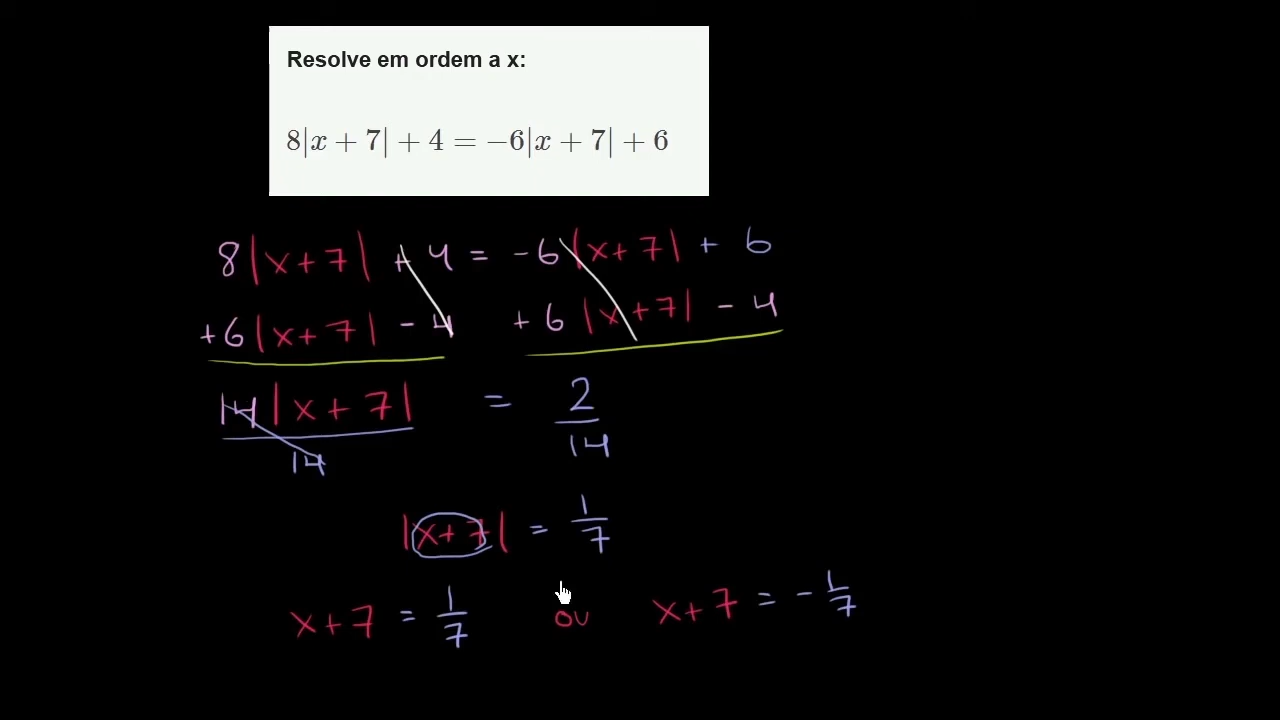 Resolve em ordem a x:
8|x + 7| + 4 = −6|x + 7| + 6
8|x+7| + 4 = -6|x+7| + 6
+6|x+7| - 4 + 6|x+7| - 4
14|x+7| = 2
14 14
|x+7| = 1/7
x+7 = 1/7 ou x+7 = -1/7